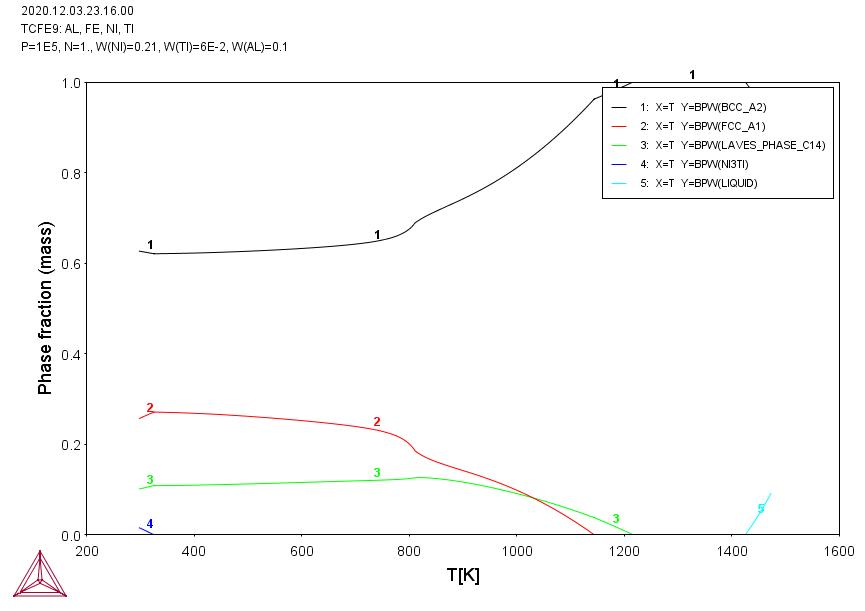 2020.12.03.23.16.00
TCFE9: AL, FE, NI, TI
P=1E5, N=1., W(NI)=0.21, W(TI)=6E-2, W(AL)=0.1
1 1
1: X=T Y=BPW(BCC_A2)
2: X=T Y=BPW(FCC_A1)
3: X=T Y=BPW(LAVES_PHASE_C14)
4: X=T Y=BPW(NI3TI)
5: X=T Y=BPW(LIQUID)
1 1
2 2
3 3 3
4 5
Phase fraction (mass)
1.0
0.8
0.6
0.4
0.2
0.0
200 400 600 800 1000 1200 1400 1600
T[K]